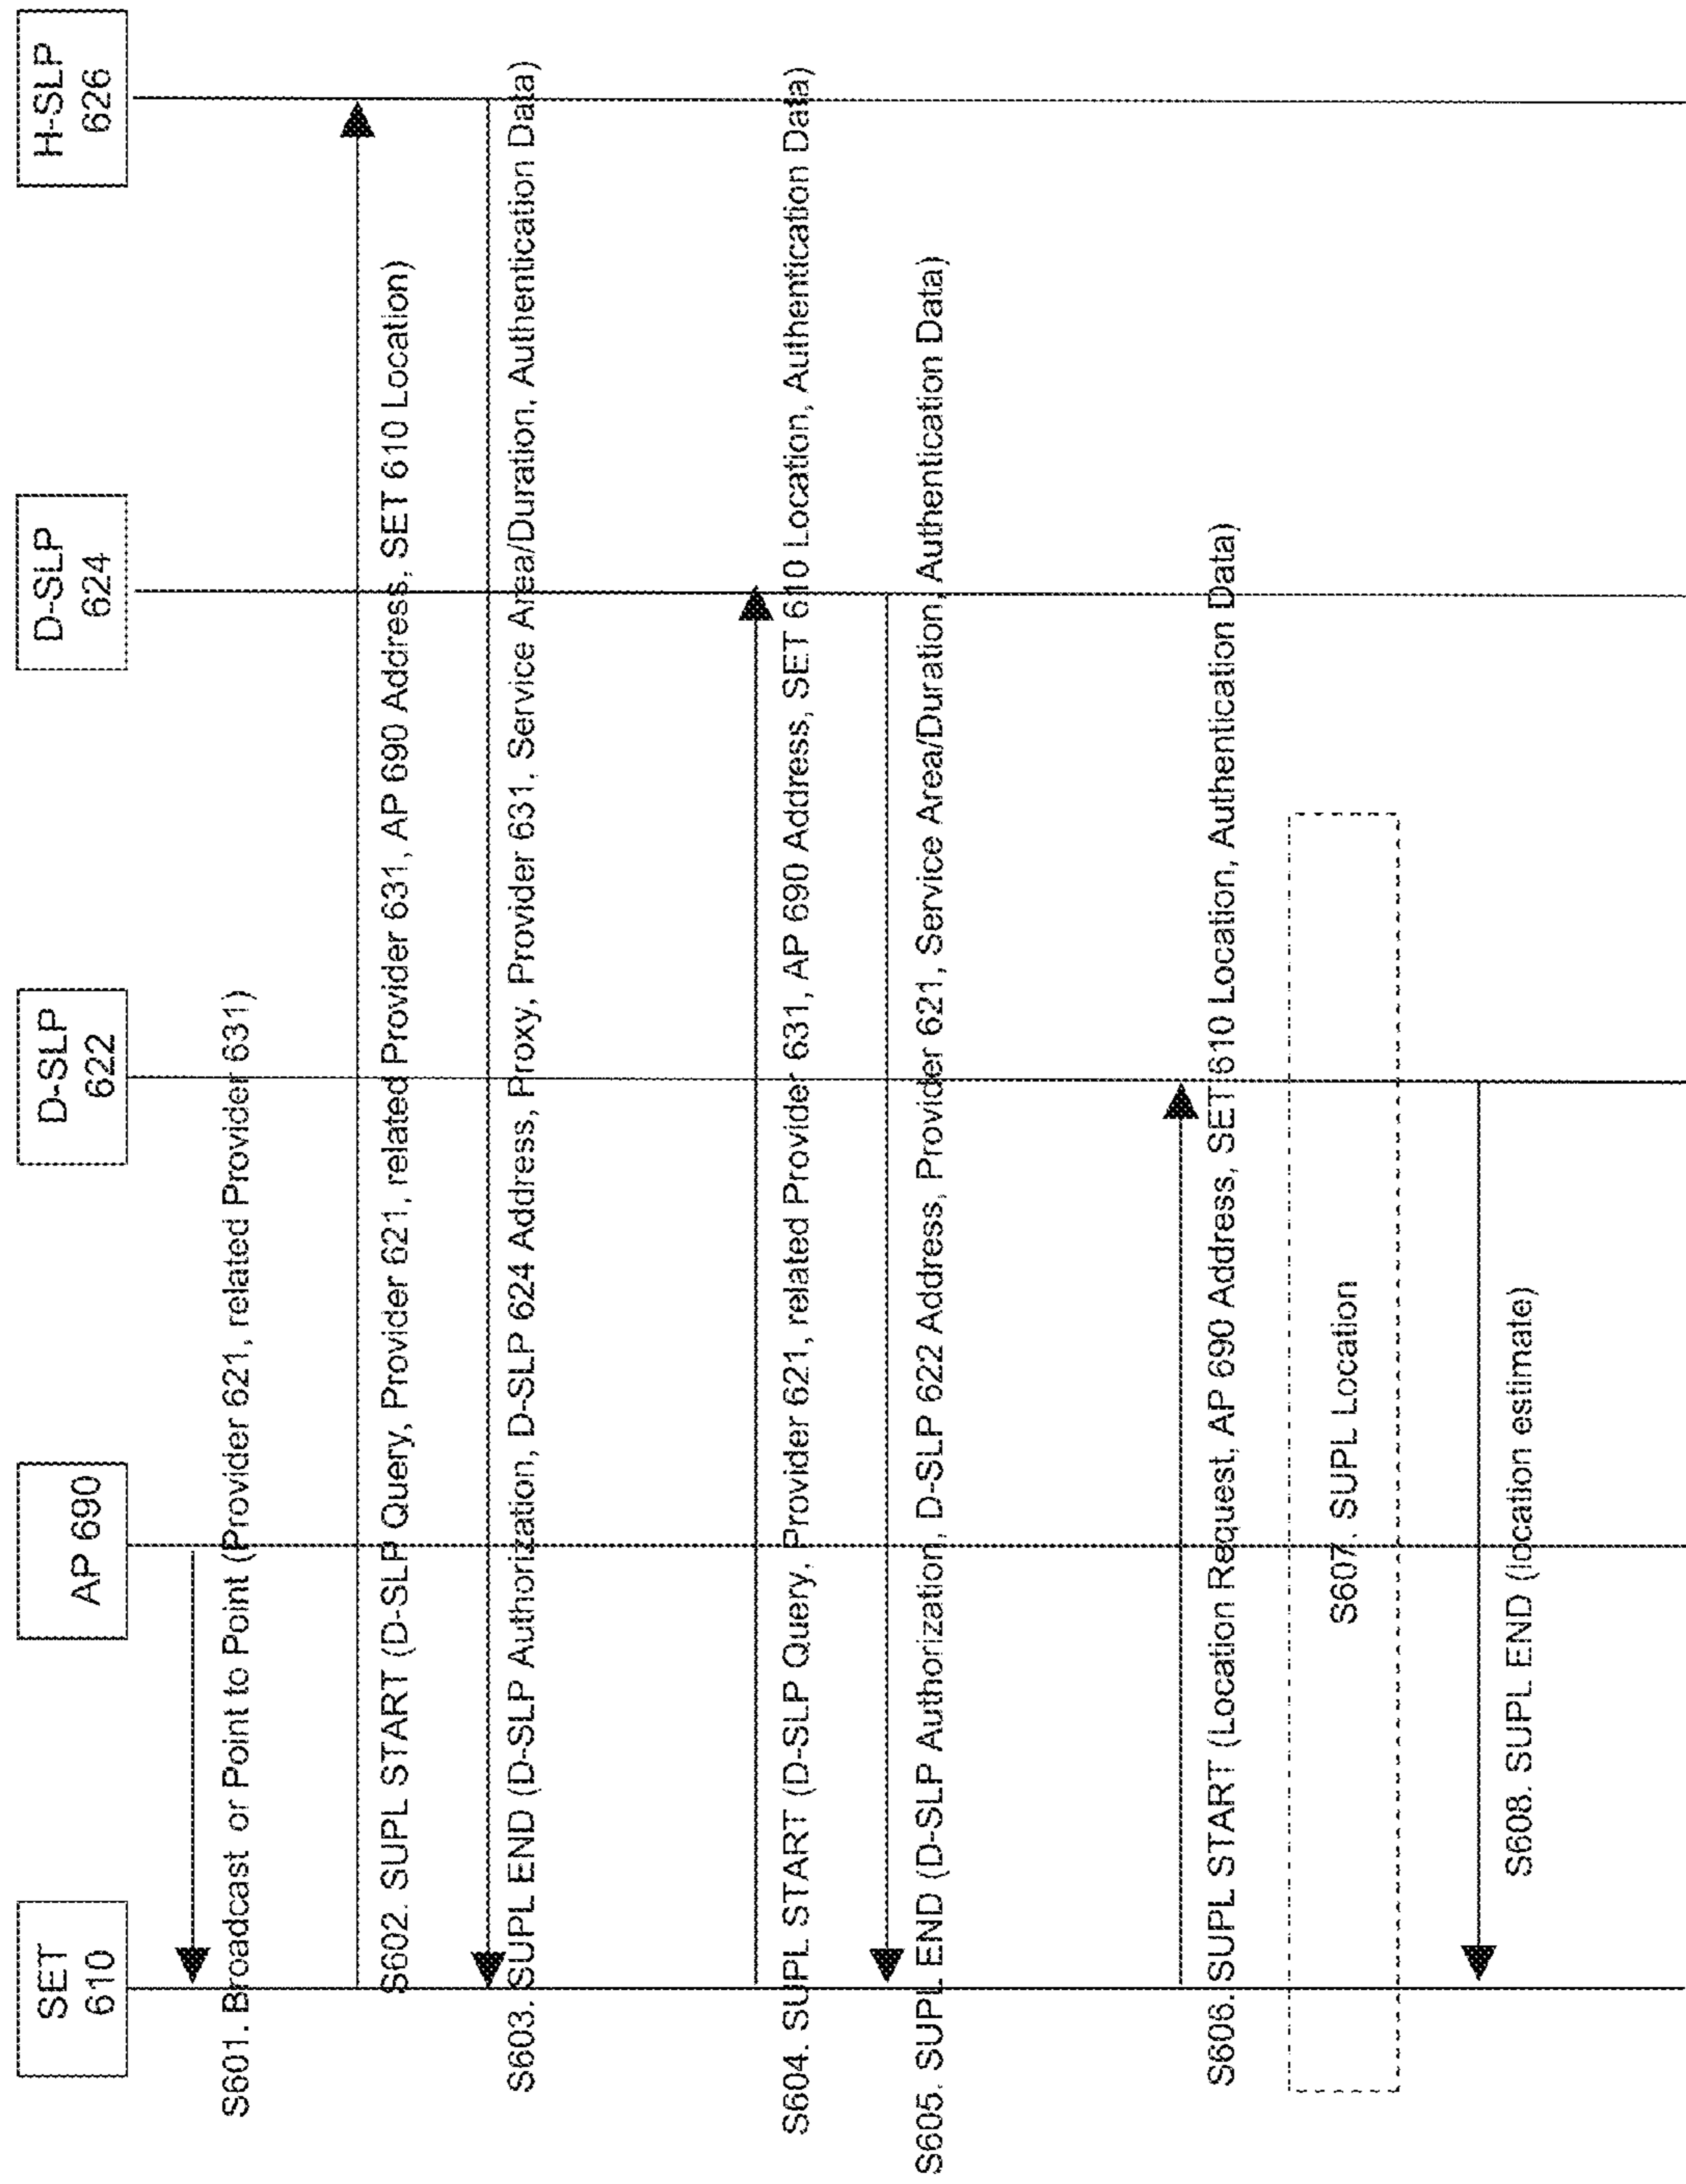 SET
610
AP 690
D-SLP
622
D-SLP
624
H-SLP
626
S601. Broadcast or Point to Point (Provider 621, related Provider 631)
S602. SUPL START (D-SLP Query, Provider 621, related Provider 631, AP 690 Address, SET 610 Location)
S603. SUPL END (D-SLP Authorization, D-SLP 624 Address, Proxy, Provider 631, Service Area/Duration, Authentication Data)
S604. SUPL START (D-SLP Query, Provider 621, related Provider 631, AP 690 Address, SET 610 Location, Authentication Data)
S605. SUPL END (D-SLP Authorization, D-SLP 622 Address, Provider 621, Service Area/Duration, Authentication Data)
S606. SUPL START (Location Request, AP 690 Address, SET 610 Location, Authentication Data)
S607. SUPL Location
S608. SUPL END (location estimate)